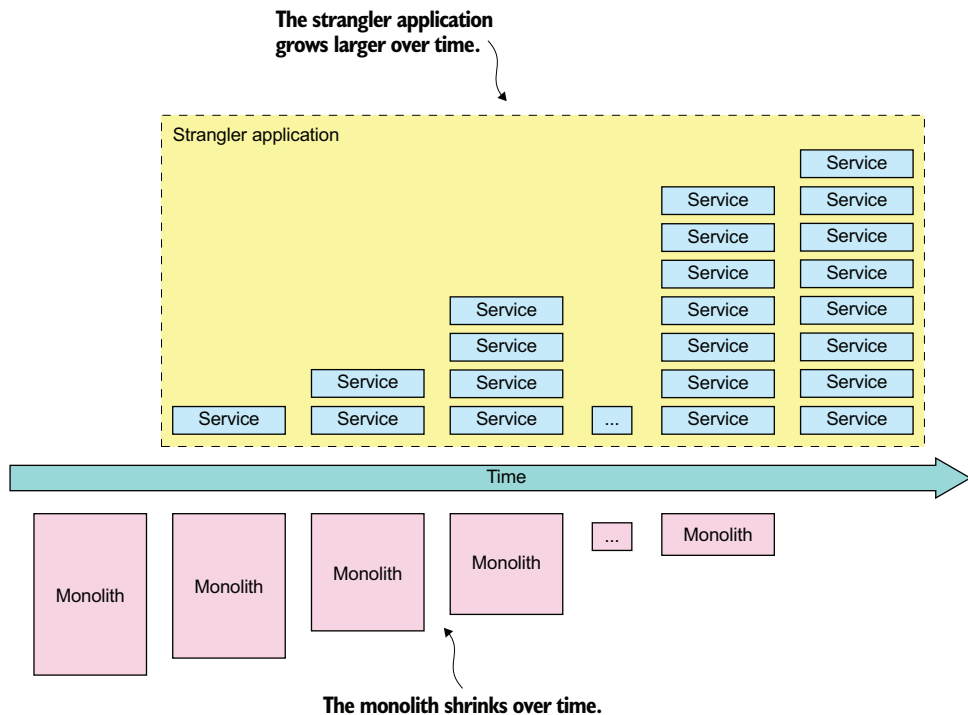 The strangler application
grows larger over time.
Strangler application
Service
Service Service
Service Service
Service Service
Service Service Service
Service Service Service
Service Service Service Service
Service Service Service ... Service Service
Time
Monolith Monolith Monolith Monolith ... Monolith
The monolith shrinks over time.